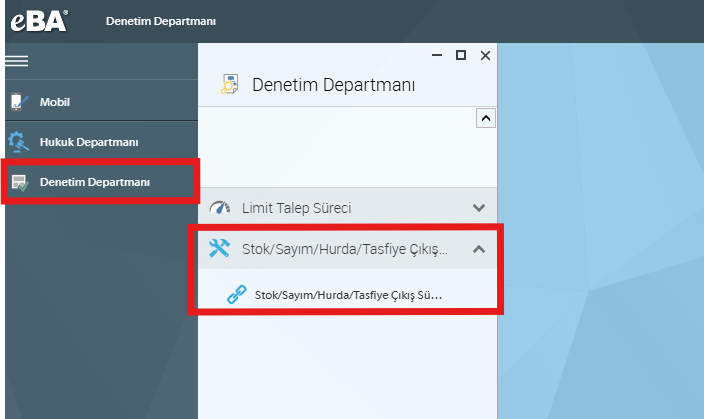 eBA®
Denetim Departmanı
Mobil
Hukuk Departmanı
Denetim Departmanı
Denetim Departmanı
Limit Talep Süreci
Stok/Sayım/Hurda/Tasfiye Çıkış...
Stok/Sayım/Hurda/Tasfiye Çıkış Sü...